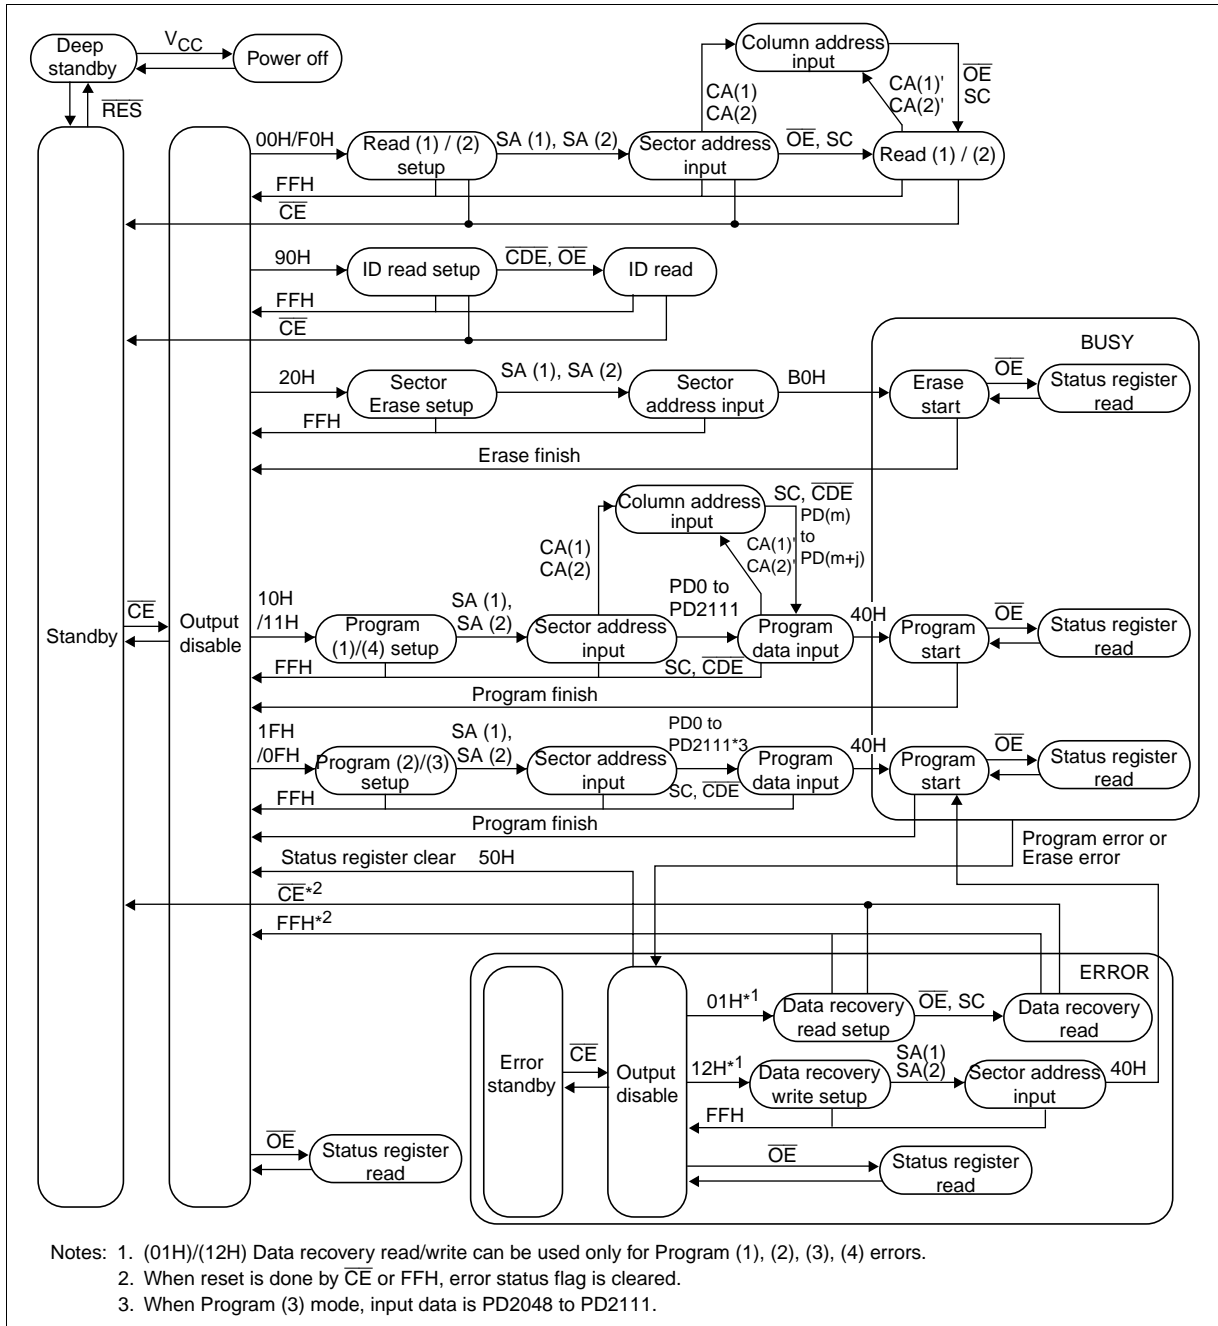 Deep
standby
VCC
Power off
RES
Column address
input
CA(1)
CA(2)
CA(1)'
CA(2)'
OE
SC
00H/F0H
Read (1) / (2)
setup
SA (1), SA (2)
Sector address
input
OE, SC
Read (1) / (2)
FFH
CE
90H
ID read setup
CDE, OE
ID read
FFH
CE
BUSY
20H
Sector
Erase setup
SA (1), SA (2)
Sector
address input
B0H
Erase
start
OE
Status register
read
FFH
Erase finish
Column address
input
SC, CDE
PD(m)
to
PD(m+j)
CA(1)
CA(2)
CA(1)'
CA(2)'
Standby
CE
Output
disable
10H
/11H
Program
(1)/(4) setup
SA (1),
SA (2)
Sector address
input
PD0 to
PD2111
SC, CDE
Program
data input
40H
Program
start
OE
Status register
read
FFH
Program finish
1FH
/0FH
Program (2)/(3)
setup
SA (1),
SA (2)
Sector address
input
PD0 to
PD2111*3
SC, CDE
Program
data input
40H
Program
start
OE
Status register
read
FFH
Program finish
Program error or
Erase error
Status register clear 50H
CE*2
FFH*2
ERROR
Error
standby
CE
Output
disable
01H*1
Data recovery
read setup
OE, SC
Data recovery
read
12H*1
Data recovery
write setup
SA(1)
SA(2)
Sector address
input
40H
FFH
OE
Status register
read
OE
Status register
read
Notes: 1. (01H)/(12H) Data recovery read/write can be used only for Program (1), (2), (3), (4) errors.
2. When reset is done by CE or FFH, error status flag is cleared.
3. When Program (3) mode, input data is PD2048 to PD2111.